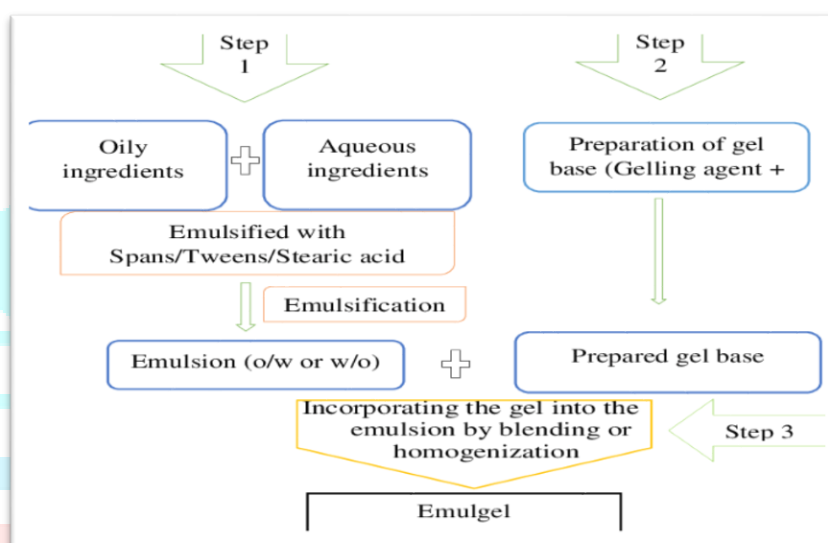 Step
1
Step
2
Oily
ingredients
Aqueous
ingredients
Preparation of gel
base (Gelling agent +
Emulsified with
Spans/Tweens/Stearic acid
Emulsification
Emulsion (o/w or w/o)
Prepared gel base
Incorporating the gel into the
emulsion by blending or
homogenization
Step 3
Emulgel